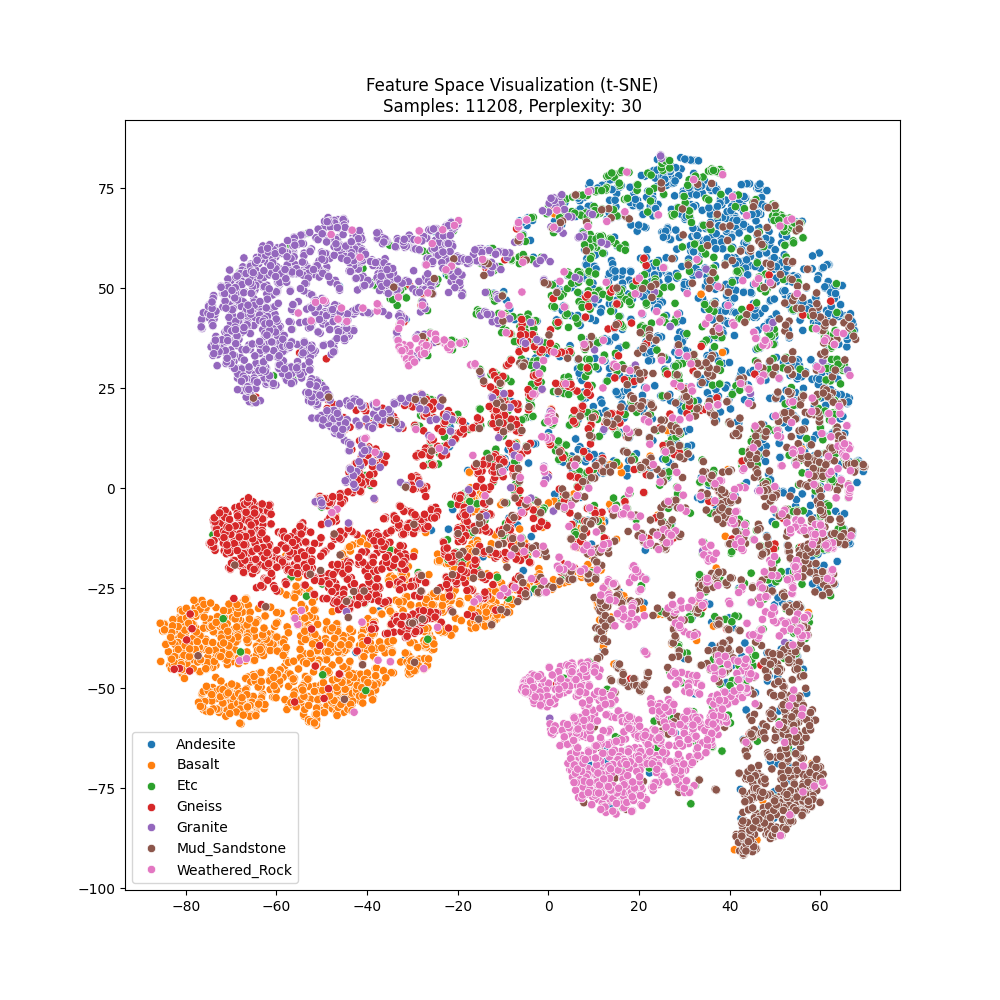 Feature Space Visualization (t-SNE)
Samples: 11208, Perplexity: 30
75
50
25
0
−25
−50
−75
−100
−80
−60
−40
−20
0
20
40
60
Andesite
Basalt
Etc
Gneiss
Granite
Mud_Sandstone
Weathered_Rock